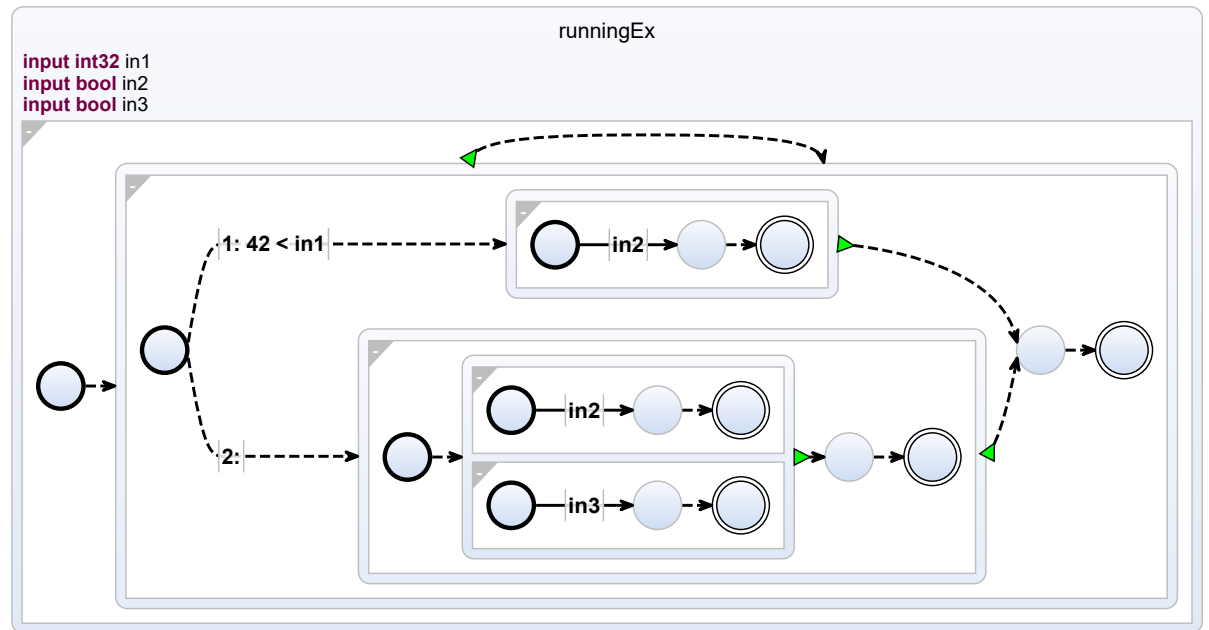 runningEx
input int32 in1
input bool in2
input bool in3
-
-
-
1: 42 < in1
in2
-
-
in2
2:
-
in3